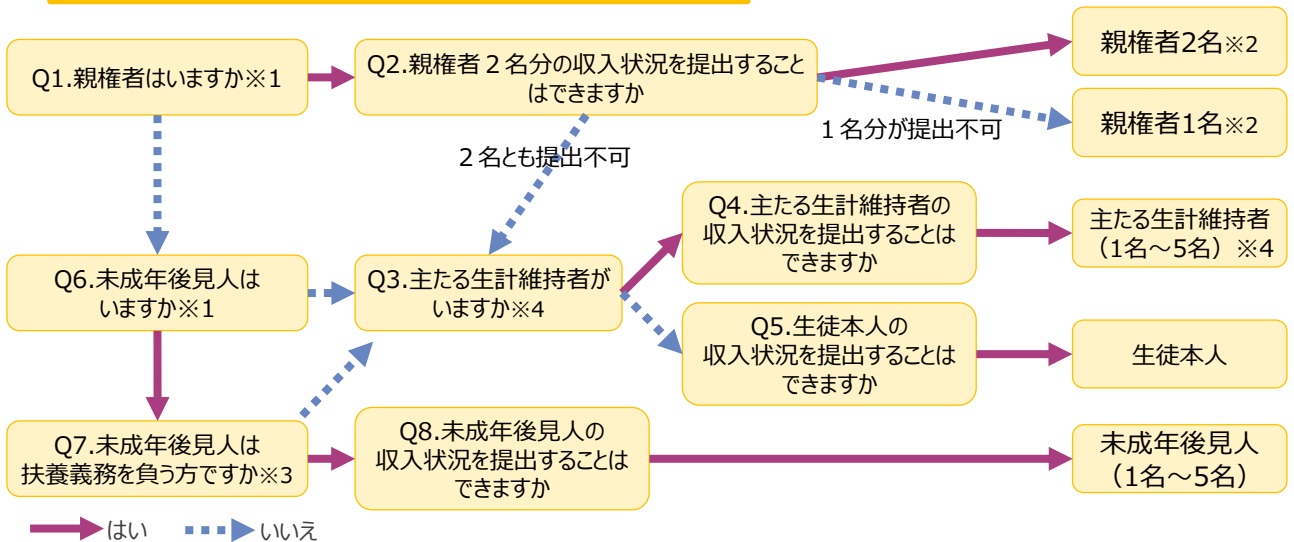 Q1.親権者はいますか※1
Q2.親権者２名分の収入状況を提出すること
はできますか
親権者2名※2
親権者1名※2
１名分が提出不可
２名とも提出不可
Q6.未成年後見人は
いますか※1
Q3.主たる生計維持者が
いますか※4
Q4.主たる生計維持者の
収入状況を提出することは
できますか
主たる生計維持者
（1名～5名）※4
Q5.生徒本人の
収入状況を提出することは
できますか
生徒本人
Q7.未成年後見人は
扶養義務を負う方ですか※3
Q8.未成年後見人の
収入状況を提出することは
できますか
未成年後見人
（1名～5名）
はい
いいえ